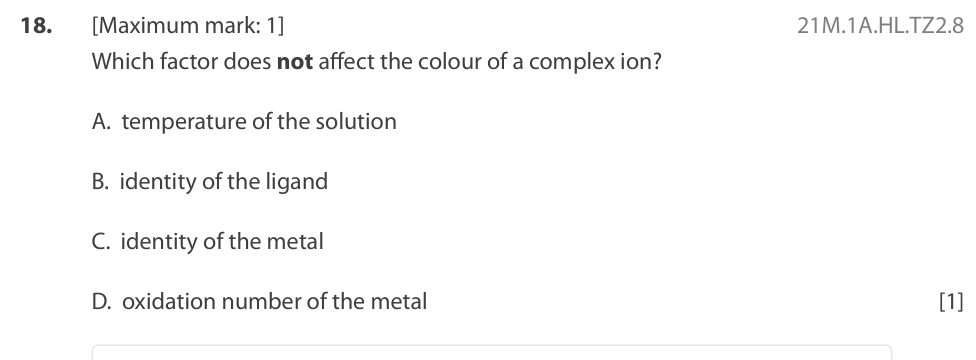 18. [Maximum mark: 1] 21M.1A.HL.TZ2.8
Which factor does not affect the colour of a complex ion?
A. temperature of the solution
B. identity of the ligand
C. identity of the metal
D. oxidation number of the metal [1]